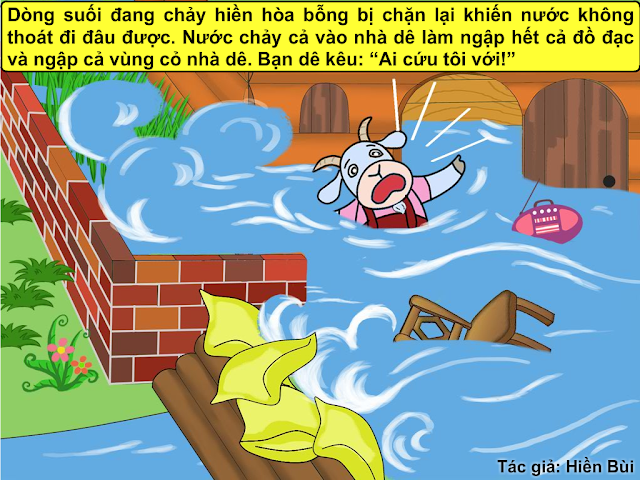 Dòng suối đang chảy hiền hòa bỗng bị chặn lại khiến nước không
thoát đi đâu được. Nước chảy cả vào nhà dê làm ngập hết cả đồ đạc
và ngập cả vùng cỏ nhà dê. Bạn dê kêu: “Ai cứu tôi với!”
Tác giả: Hiền Bùi